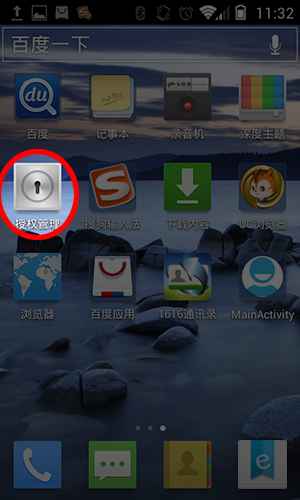 11:32
百度一下
du
notes
百度
记事本
录音机
深度主题
S
授权管理
搜狗输入法
下载内容
UC浏览器
浏览器
百度应用
1616通讯录
MainActivity
e